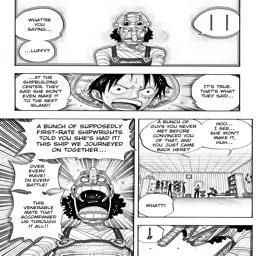 !!
WHAT'RE
YOU
SAYING...
...LUFFY?
IT'S TRUE.
THAT'S WHAT
THEY SAID...
...AT THE
SHIPBUILDING
CENTER. THEY
SAID SHE WON'T
EVEN MAKE IT
TO THE NEXT
ISLAND!
HOO...
I SEE...
SHE WON'T
MAKE IT,
HUH...
A BUNCH OF
GUYS YOU NEVER
MET BEFORE
CONVINCED YOU
OF THAT, AND
YOU JUST CAME
BACK HERE?
WHAT?!
A BUNCH OF SUPPOSEDLY
FIRST-RATE SHIPWRIGHTS
TOLD YOU SHE'S HAD IT!
THIS SHIP WE JOURNEYED
ON TOGETHER...
OVER
EVERY
WAVE!
IN EVERY
BATTLE!
THIS
VENERABLE
MATE THAT
ACCOMPANIED
US THROUGH
IT ALL!!